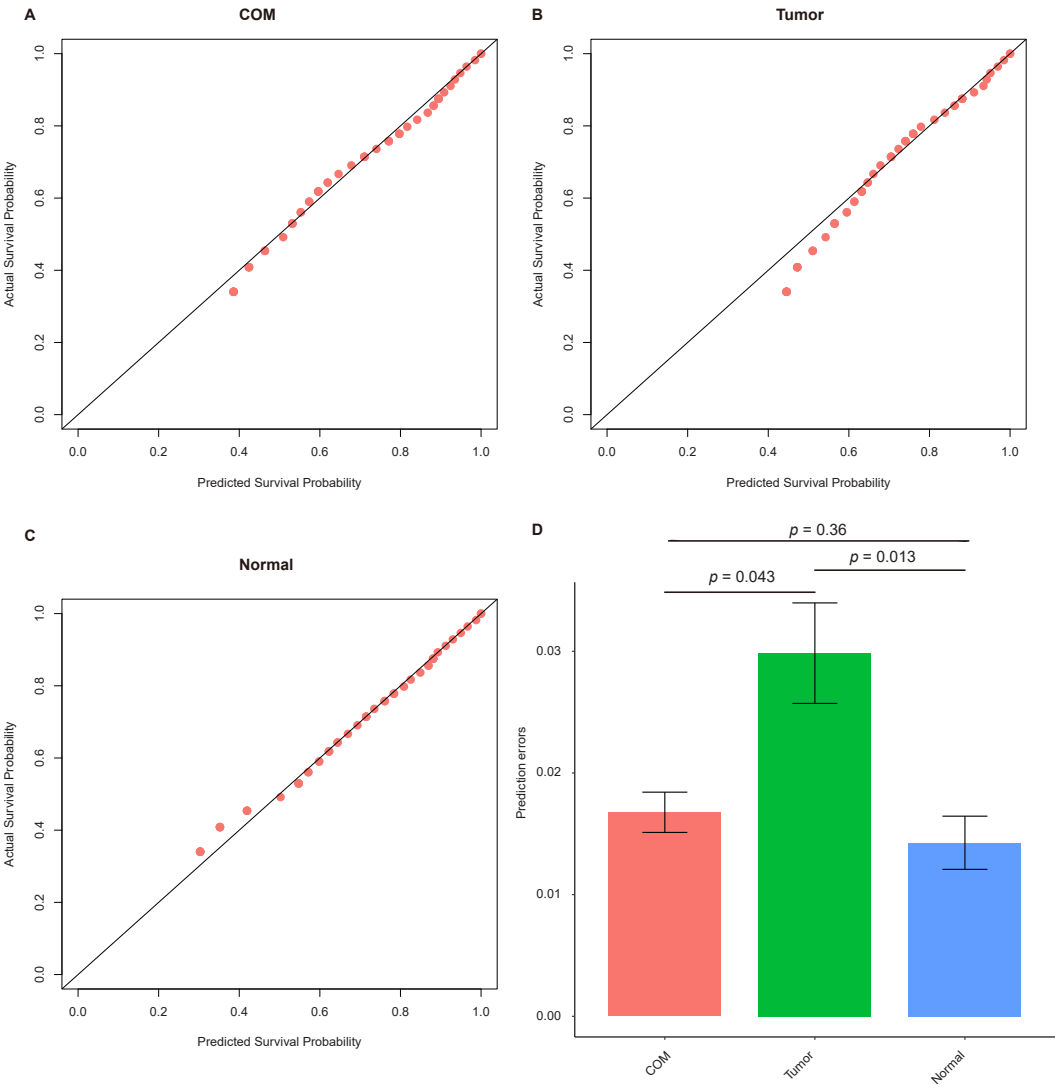 A
COM
1.0
0.8
0.6
0.4
0.2
0.0
Actual Survival Probability
0.0 0.2 0.4 0.6 0.8 1.0
Predicted Survival Probability
B
Tumor
1.0
0.8
0.6
0.4
0.2
0.0
Actual Survival Probability
0.0 0.2 0.4 0.6 0.8 1.0
Predicted Survival Probability
C
Normal
1.0
0.8
0.6
0.4
0.2
0.0
Actual Survival Probability
0.0 0.2 0.4 0.6 0.8 1.0
Predicted Survival Probability
D
p = 0.36
p = 0.013
p = 0.043
0.03
0.02
0.01
0.00
Prediction errors
COM
Tumor
Normal